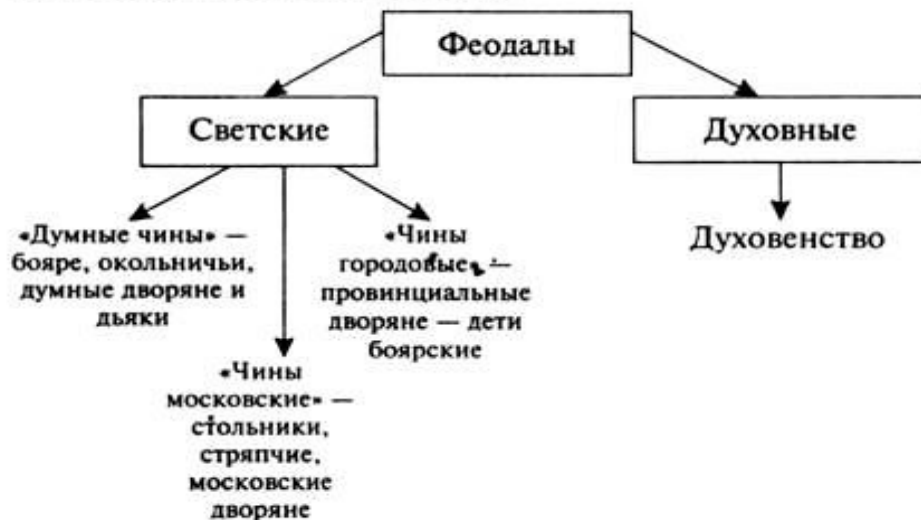 Феодалы
Светские
Духовные
«Думные чины» —
бояре, окольничьи,
думные дворяне и
дьяки
«Чины
городовые» —
провинциальные
дворяне — дети
боярские
Духовенство
«Чины
московские» —
стольники,
стряпчие,
московские
дворяне